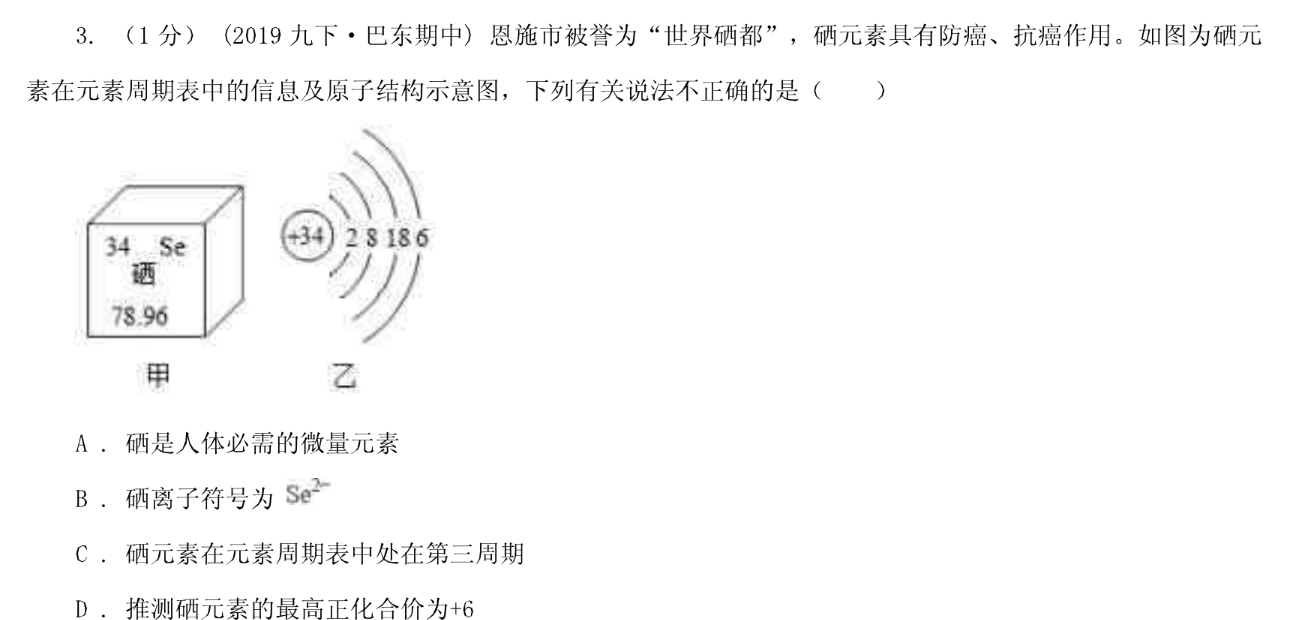 3. （1 分） (2019 九下·巴东期中) 恩施市被誉为“世界硒都”，硒元素具有防癌、抗癌作用。如图为硒元
素在元素周期表中的信息及原子结构示意图，下列有关说法不正确的是（　　）
34 Se
硒
78.96
甲
+34 2 8 18 6
乙
A ． 硒是人体必需的微量元素
B ． 硒离子符号为 Se²⁻
C ． 硒元素在元素周期表中处在第三周期
D ． 推测硒元素的最高正化合价为+6